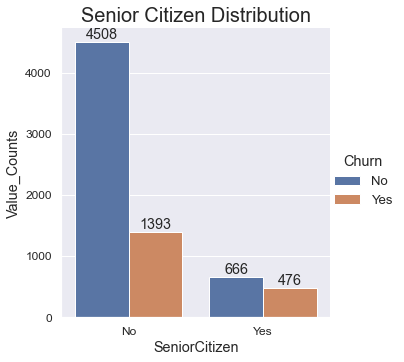 Senior Citizen Distribution
4508
4000
3000
Value_Counts
2000
1393
1000
666
476
0
No
Yes
SeniorCitizen
Churn
No
Yes